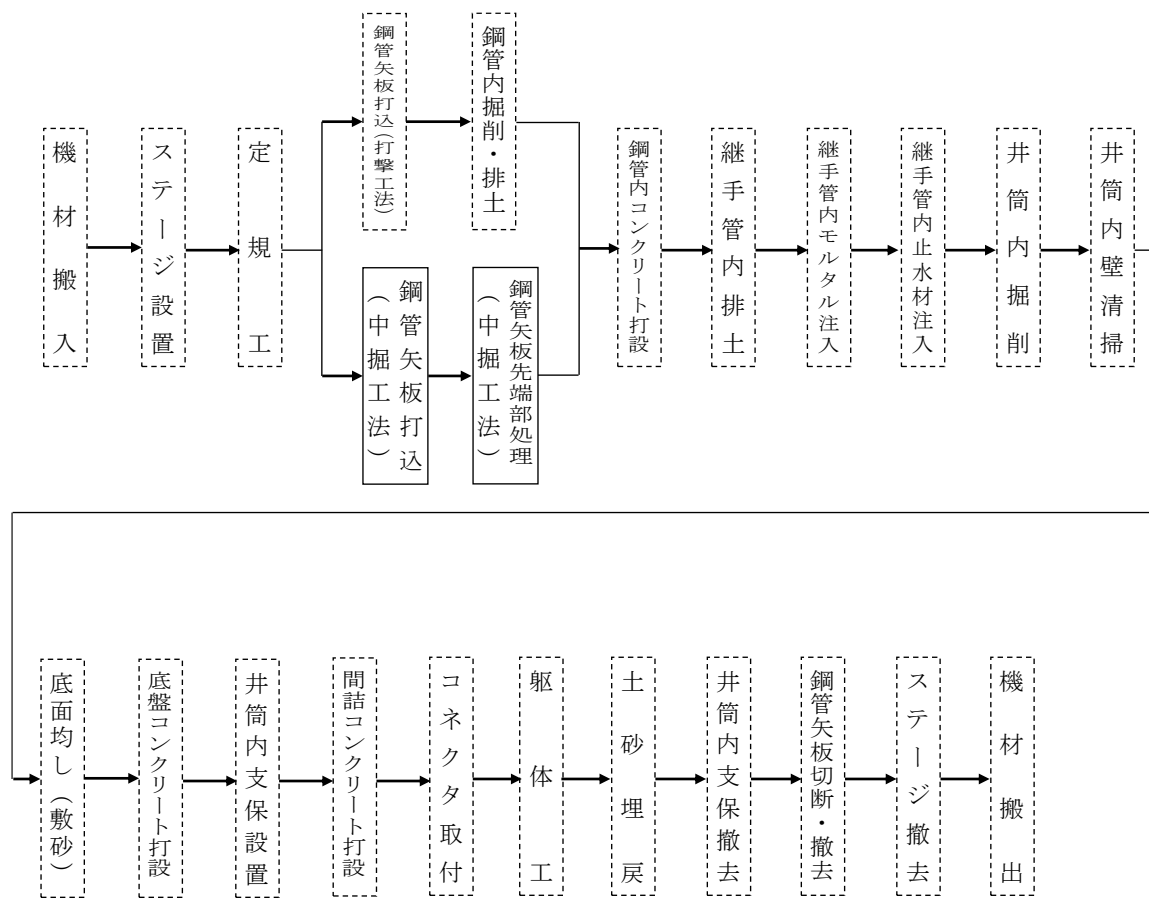 機材搬入
ステージ設置
定規工
鋼管矢板打込(打撃工法)
鋼管内掘削・排土
鋼管矢板打込
(中掘工法)
鋼管矢板先端部処理
(中掘工法)
鋼管内コンクリート打設
継手管内排土
継手管内モルタル注入
継手管内止水材注入
井筒内掘削
井筒内壁清掃
底面均し(敷砂)
底盤コンクリート打設
井筒内支保設置
間詰コンクリート打設
コネクタ取付
躯体工
土砂埋戻
井筒内支保撤去
鋼管矢板切断・撤去
ステージ撤去
機材搬出